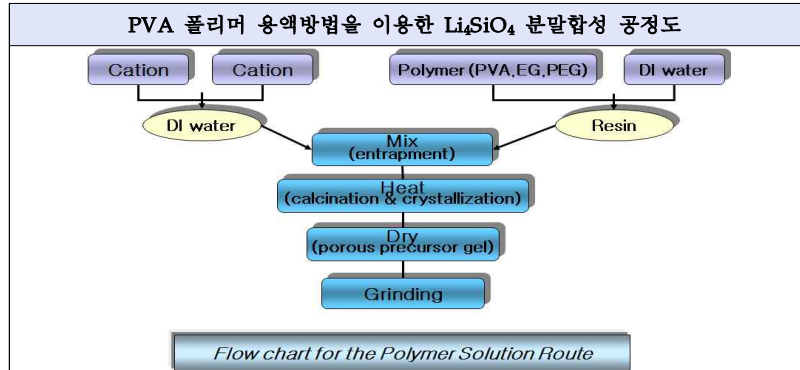 PVA 폴리머 용액방법을 이용한 Li₄SiO₄ 분말합성 공정도
Cation
Cation
Polymer (PVA,EG,PEG)
DI water
DI water
Resin
Mix
(entrapment)
Heat
(calcination & crystallization)
Dry
(porous precursor gel)
Grinding
Flow chart for the Polymer Solution Route